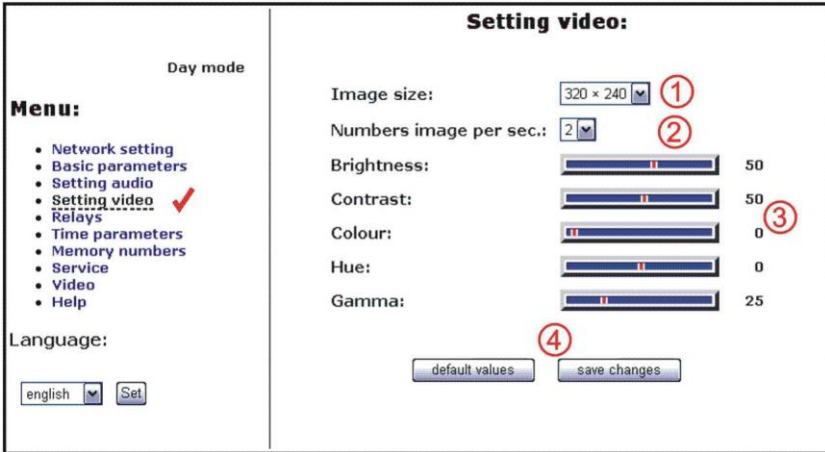 Day mode
Menu:
• Network setting
• Basic parameters
• Setting audio
• Setting video
• Relays
• Time parameters
• Memory numbers
• Service
• Video
• Help
Language:
english Set
Setting video:
Image size: 320 × 240 1
Numbers image per sec.: 2 2
Brightness: 50
Contrast: 50
3
Colour: 0
Hue: 0
Gamma: 25
4
default values save changes